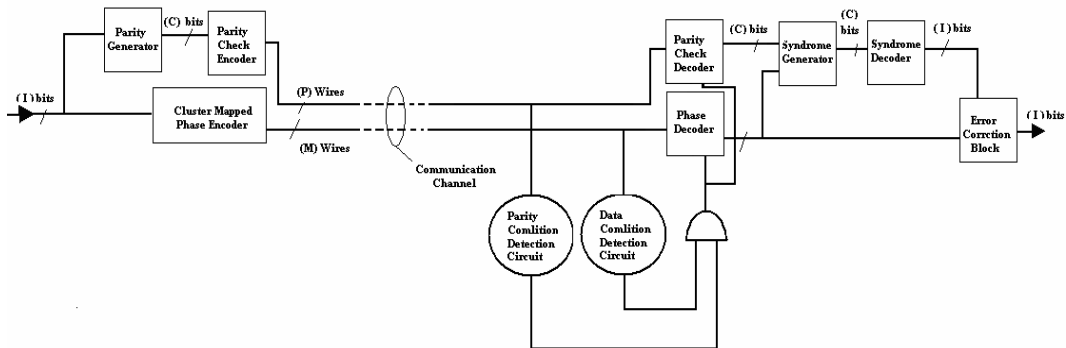 (I) bits
Parity
Generator
(C) bits
Parity
Check
Encoder
Cluster Mapped
Phase Encoder
(P) Wires
(M) Wires
Communication
Channel
Parity
Comlition
Detection
Circuit
Data
Comlition
Detection
Circuit
Parity
Check
Decoder
Phase
Decoder
(C) bits
Syndrome
Generator
(C)
bits
Syndrome
Decoder
(I) bits
Error
Corrction
Block
(I) bits